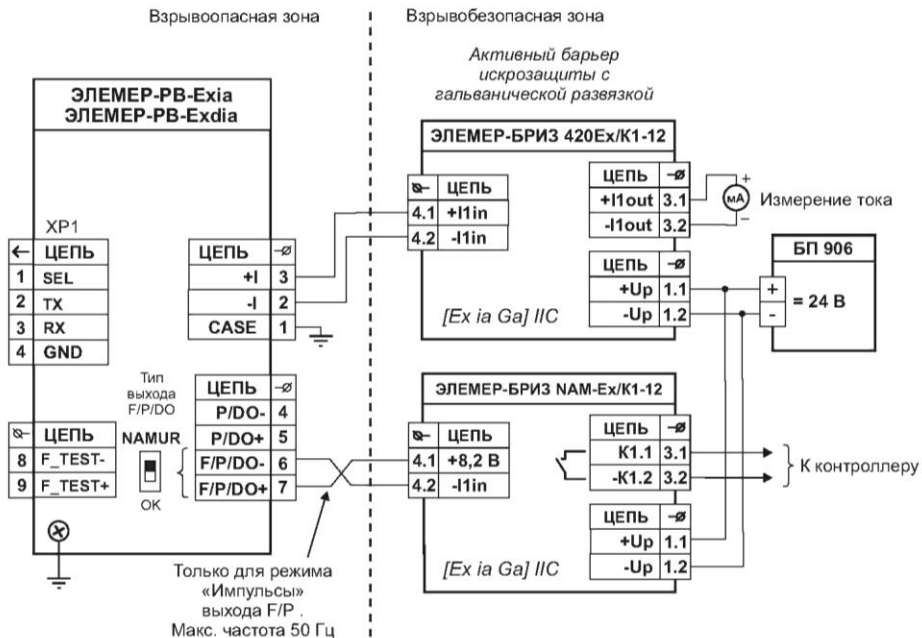 Взрывоопасная зона
Взрывобезопасная зона
Активный барьер
искрозащиты с
гальванической развязкой
ЭЛЕМЕР-РВ-Exia
ЭЛЕМЕР-РВ-Exdia
XP1
ЦЕПЬ
1 SEL
2 TX
3 RX
4 GND
ЦЕПЬ
+I 3
-I 2
CASE 1
Тип
выхода
F/P/DO
NAMUR
OK
ЦЕПЬ
8 F_TEST-
9 F_TEST+
ЦЕПЬ
P/DO- 4
P/DO+ 5
F/P/DO- 6
F/P/DO+ 7
Только для режима
«Импульсы»
выхода F/P .
Макс. частота 50 Гц
ЭЛЕМЕР-БРИЗ 420Ex/K1-12
ЦЕПЬ
4.1 +I1in
4.2 -I1in
ЦЕПЬ
+I1out 3.1
-I1out 3.2
ЦЕПЬ
+Up 1.1
-Up 1.2
[Ex ia Ga] IIC
+
мА
–
Измерение тока
БП 906
+
-
= 24 В
ЭЛЕМЕР-БРИЗ NAM-Ex/K1-12
ЦЕПЬ
4.1 +8,2 В
4.2 -I1in
ЦЕПЬ
K1.1 3.1
-K1.2 3.2
К контроллеру
ЦЕПЬ
+Up 1.1
-Up 1.2
[Ex ia Ga] IIC